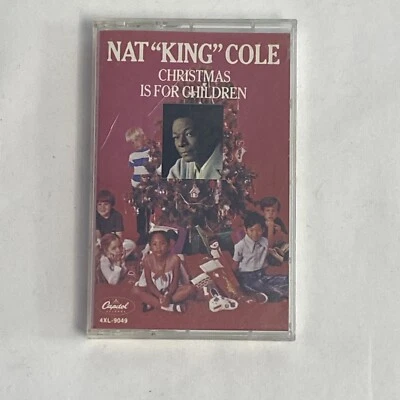 NAT “KING” COLE
CHRISTMAS
IS FOR CHILDREN
Capitol
4XL-9049